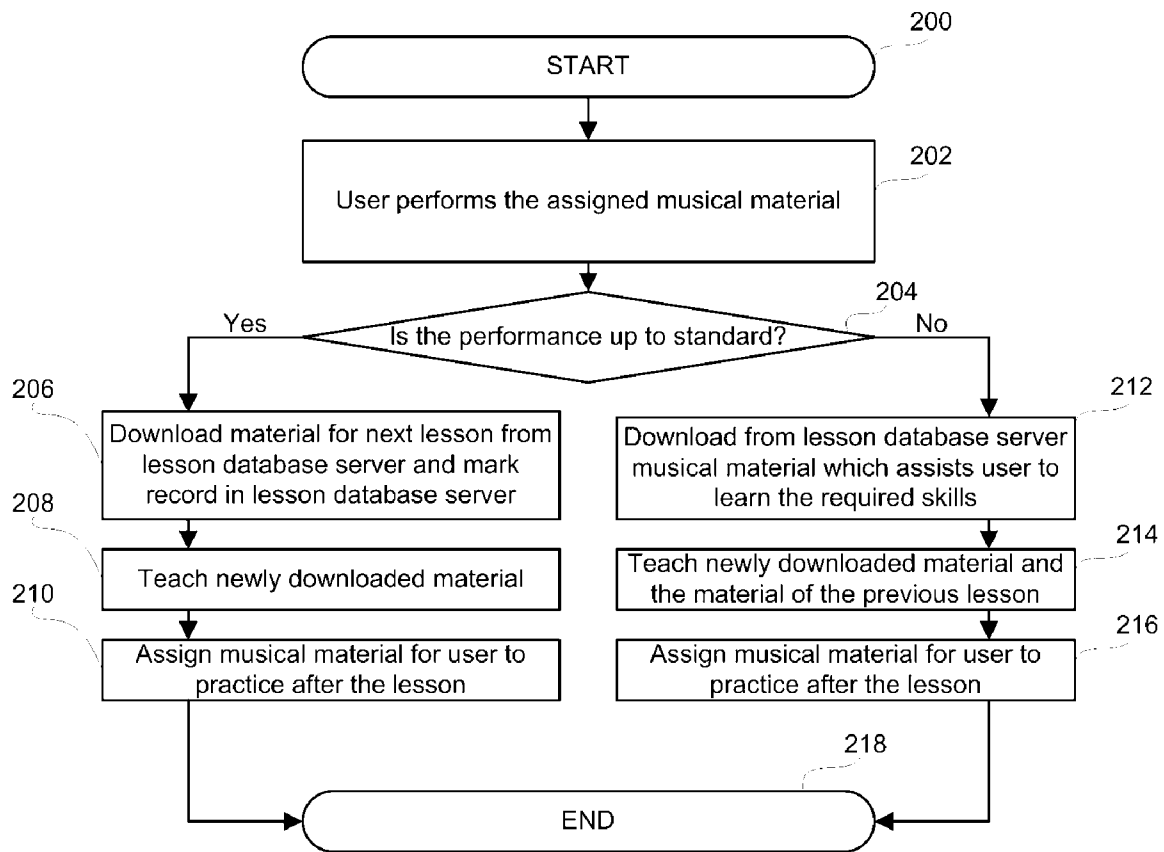 200
START
202
User performs the assigned musical material
204
Yes
Is the performance up to standard?
No
206
212
Download material for next lesson from
lesson database server and mark
record in lesson database server
Download from lesson database server
musical material which assists user to
learn the required skills
208
214
Teach newly downloaded material
Teach newly downloaded material and
the material of the previous lesson
210
216
Assign musical material for user to
practice after the lesson
Assign musical material for user to
practice after the lesson
218
END